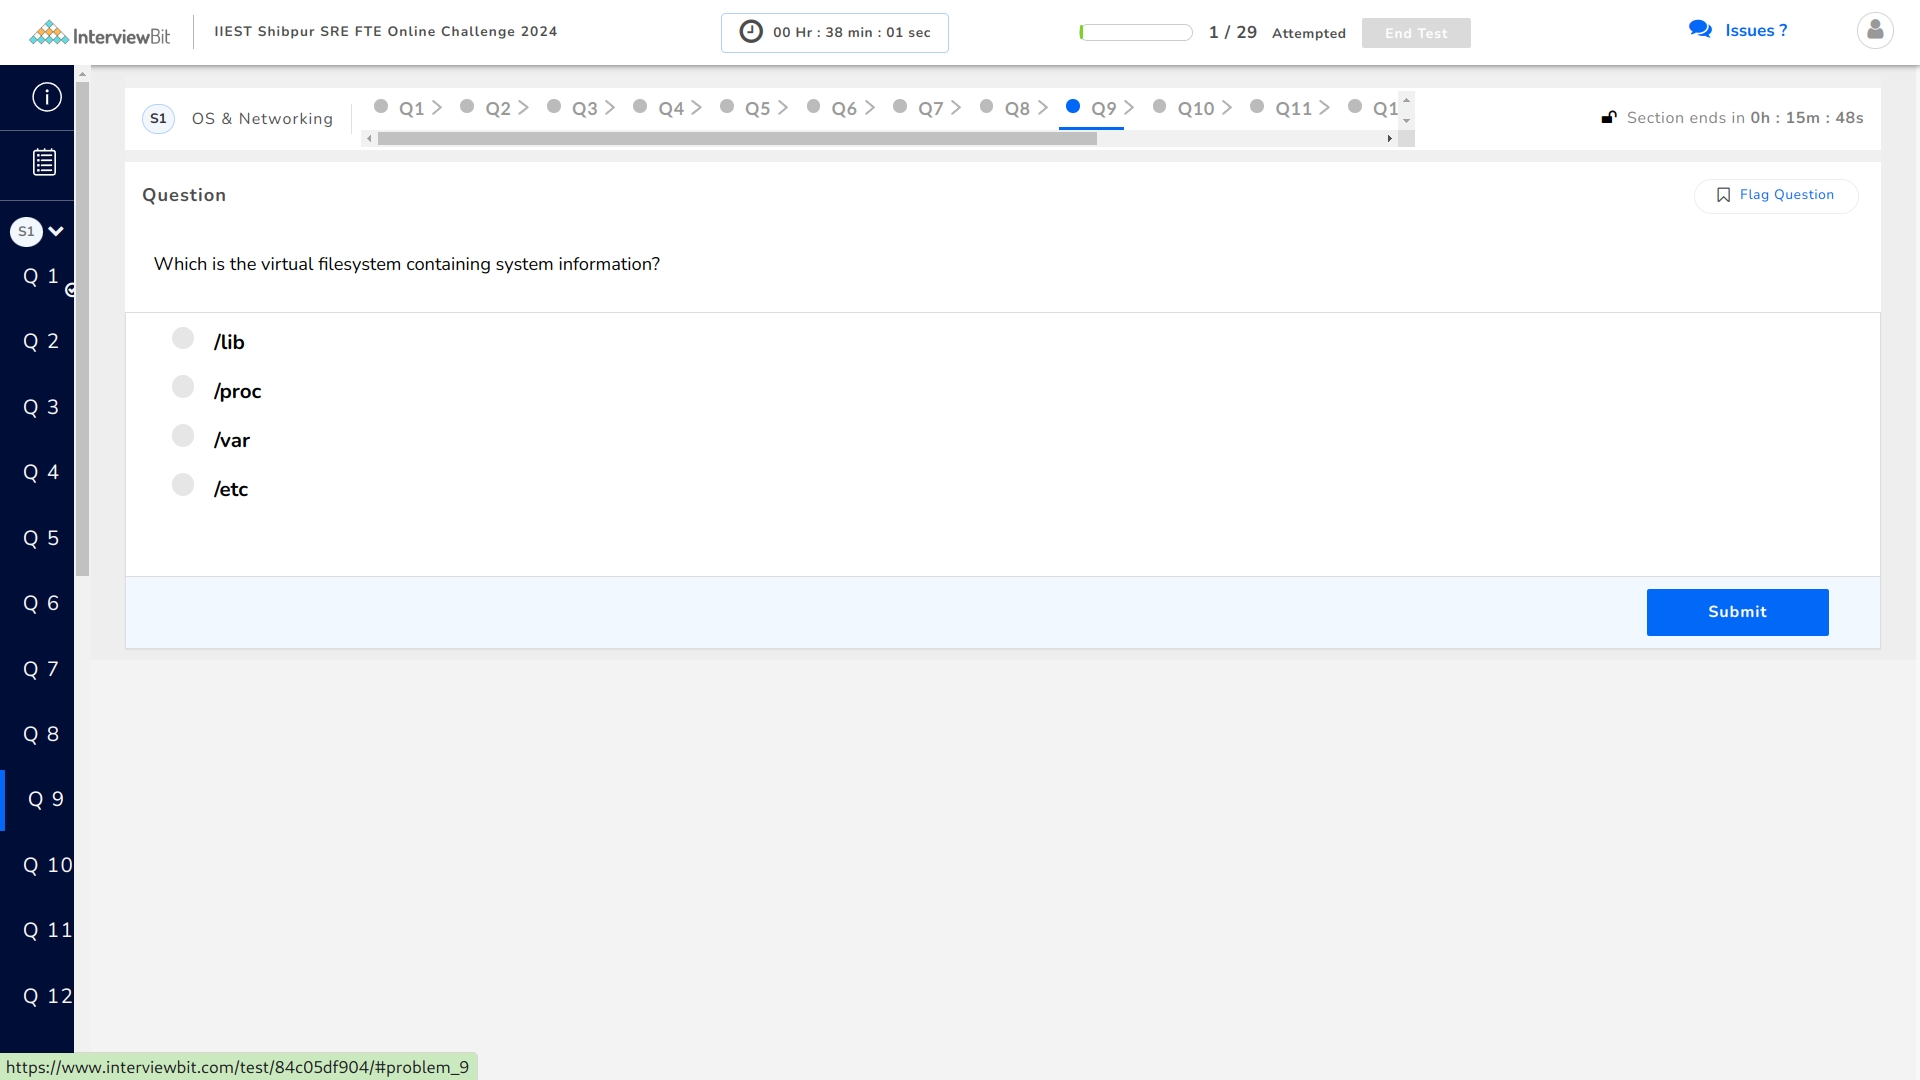 InterviewBit
IIEST Shibpur SRE FTE Online Challenge 2024
00 Hr : 38 min : 01 sec
1 / 29 Attempted
End Test
Issues ?
S1
OS & Networking
Q1 Q2 Q3 Q4 Q5 Q6 Q7 Q8 Q9 Q10 Q11 Q1
Section ends in 0h : 15m : 48s
Question
Flag Question
S1
Q 1
Q 2
Q 3
Q 4
Q 5
Q 6
Q 7
Q 8
Q 9
Q 10
Q 11
Q 12
Which is the virtual filesystem containing system information?
/lib
/proc
/var
/etc
Submit
https://www.interviewbit.com/test/84c05df904/#problem_9